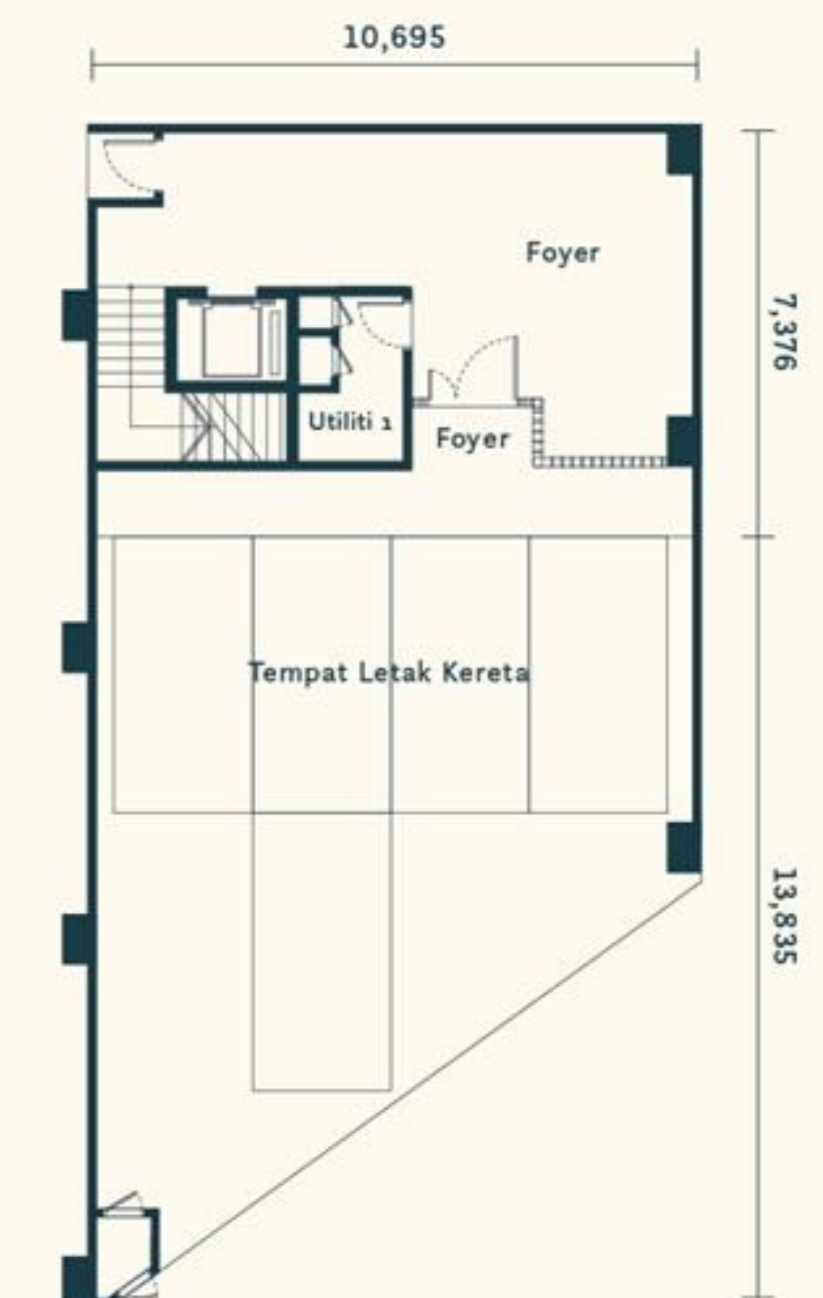 10,695
Foyer
7,376
Utiliti 1
Foyer
Tempat Letak Kereta
13,835